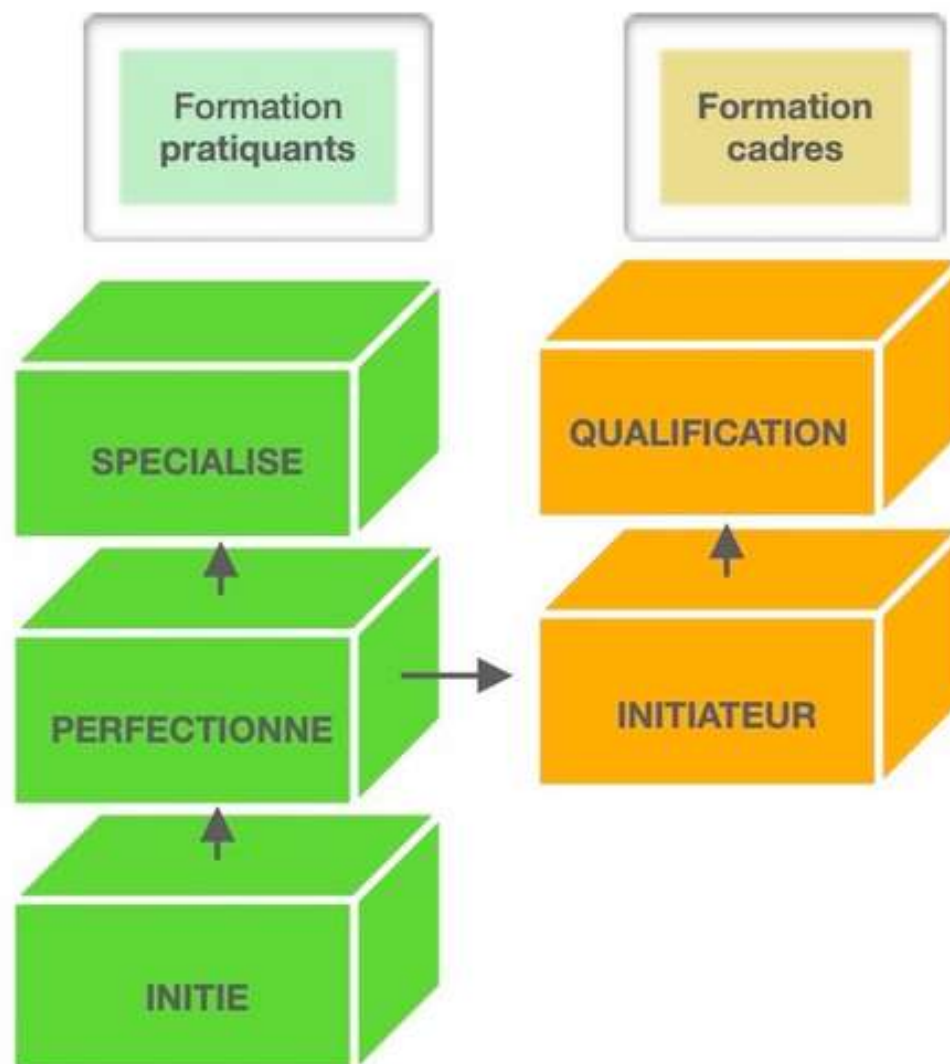 Formation
pratiquants
Formation
cadres
SPECIALISE
QUALIFICATION
PERFECTIONNE
INITIATEUR
INITIE